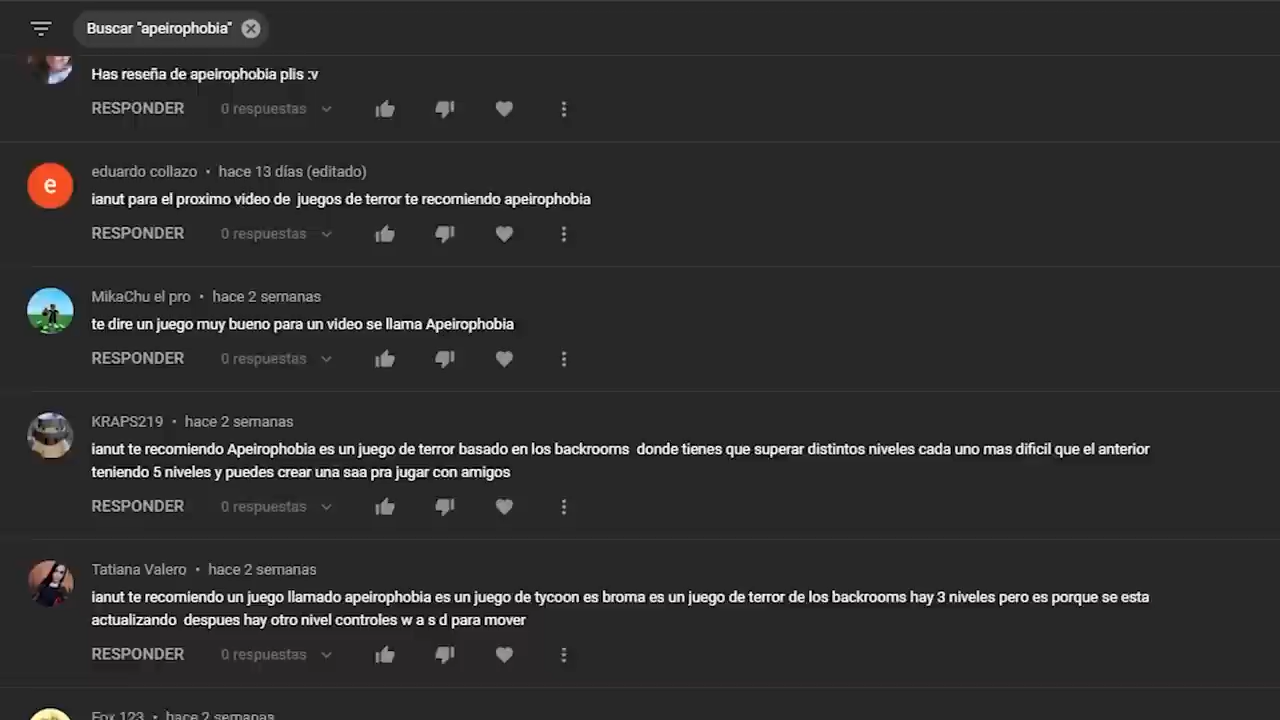 Buscar "apeirophobia"
Has reseña de apeirophobia plis :v
RESPONDER 0 respuestas
eduardo collazo • hace 13 días (editado)
ianut para el proximo video de juegos de terror te recomiendo apeirophobia
RESPONDER 0 respuestas
MikaChu el pro • hace 2 semanas
te dire un juego muy bueno para un video se llama Apeirophobia
RESPONDER 0 respuestas
KRAPS219 • hace 2 semanas
ianut te recomiendo Apeirophobia es un juego de terror basado en los backrooms donde tienes que superar distintos niveles cada uno mas dificil que el anterior
teniendo 5 niveles y puedes crear una saa pra jugar con amigos
RESPONDER 0 respuestas
Tatiana Valero • hace 2 semanas
ianut te recomiendo un juego llamado apeirophobia es un juego de tycoon es broma es un juego de terror de los backrooms hay 3 niveles pero es porque se esta
actualizando despues hay otro nivel controles w a s d para mover
RESPONDER 0 respuestas
Fox 123 • hace 2 semanas